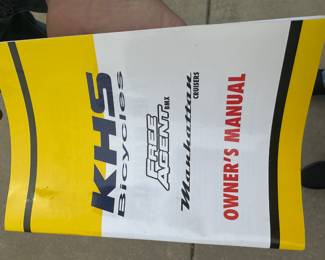 KHS
Bicycles
FREE
AGENT BMX
Manhattan
CRUISERS
OWNER'S MANUAL